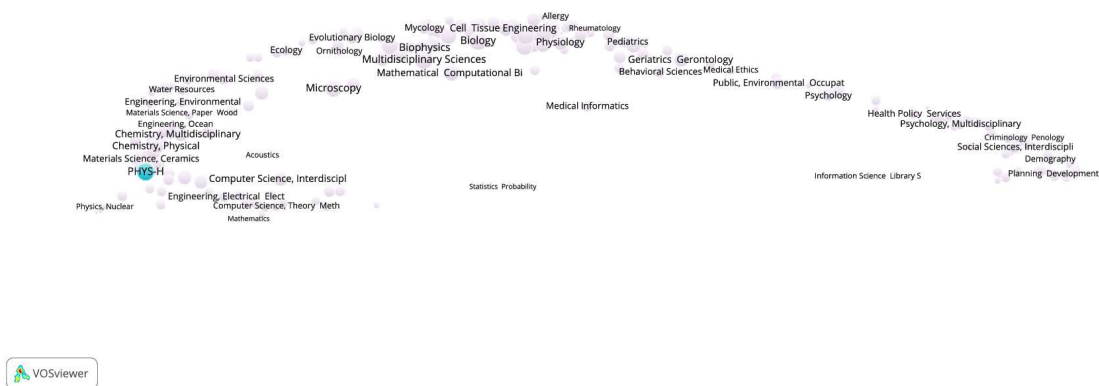 Allergy
Mycology Cell Tissue Engineering Rheumatology
Evolutionary Biology Biology Physiology Pediatrics
Ecology Ornithology Biophysics
Multidisciplinary Sciences Geriatrics Gerontology
Mathematical Computational Bi Behavioral Sciences Medical Ethics
Environmental Sciences Public, Environmental Occupat
Water Resources Microscopy Psychology
Engineering, Environmental Medical Informatics
Materials Science, Paper Wood Health Policy Services
Engineering, Ocean Psychology, Multidisciplinary
Chemistry, Multidisciplinary Criminology Penology
Chemistry, Physical Social Sciences, Interdiscipli
Materials Science, Ceramics Acoustics Demography
PHYS-H Computer Science, Interdiscipl Information Science Library S Planning Development
Statistics Probability
Engineering, Electrical Elect
Physics, Nuclear Computer Science, Theory Meth
Mathematics
VOSviewer